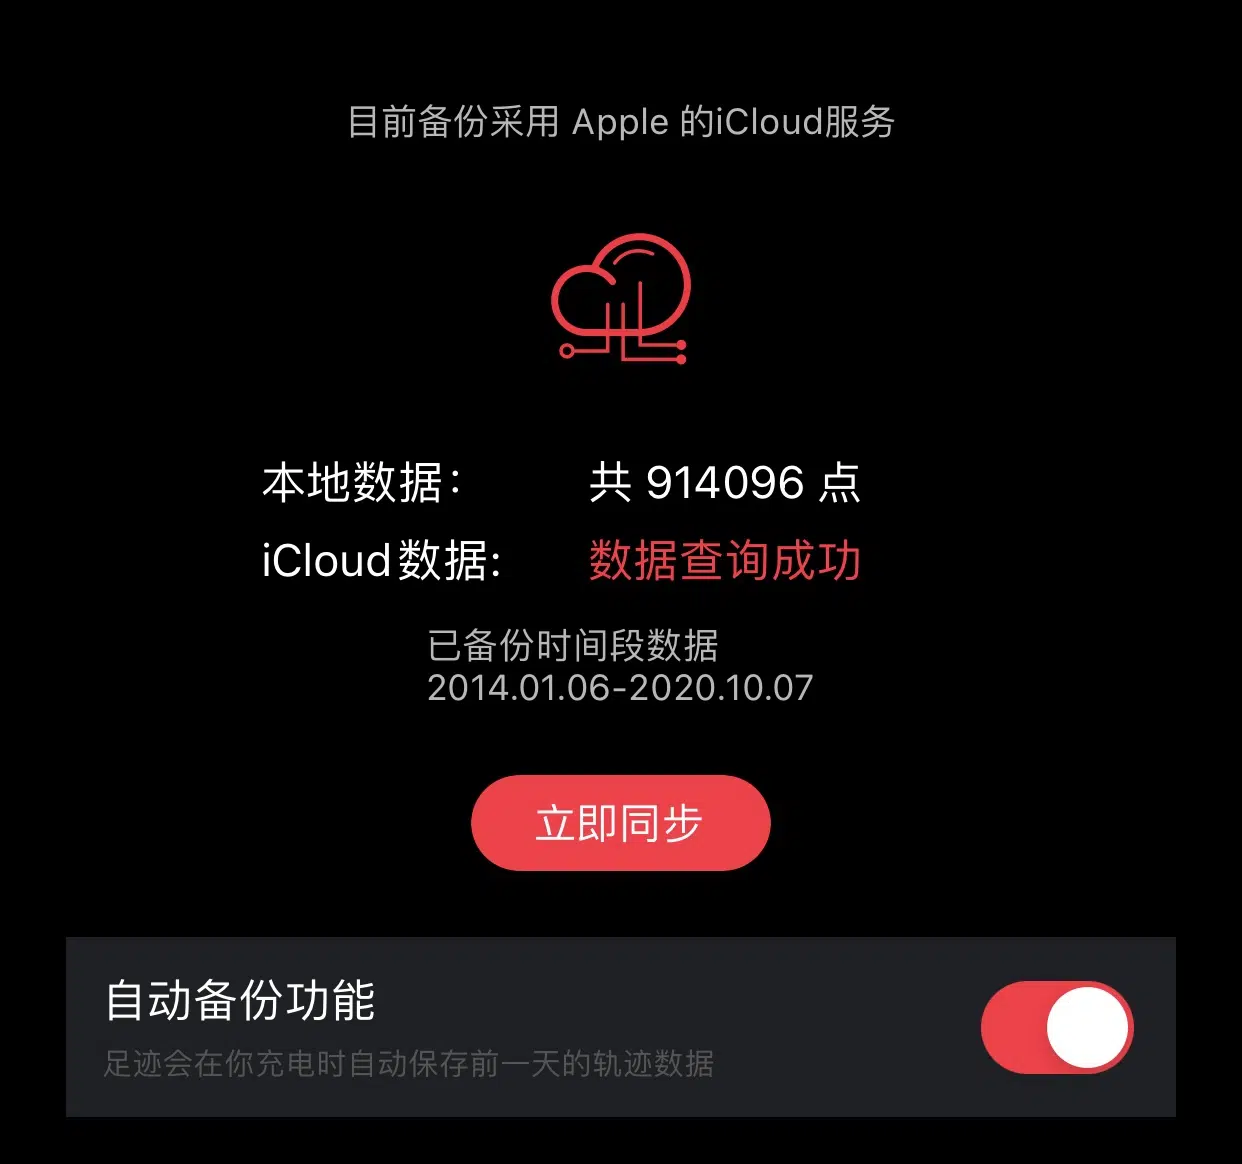 目前备份采用 Apple 的iCloud服务
本地数据： 共 914096 点
iCloud数据: 数据查询成功
已备份时间段数据
2014.01.06-2020.10.07
立即同步
自动备份功能
足迹会在你充电时自动保存前一天的轨迹数据